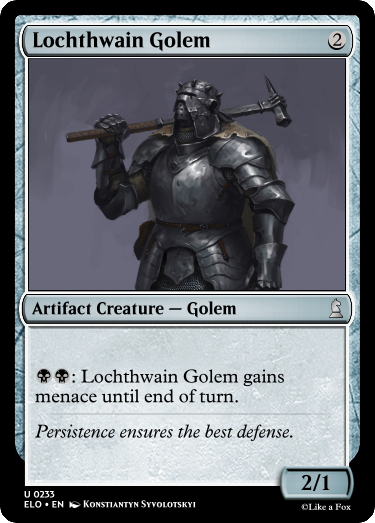 Lochthwain Golem 2
Artifact Creature — Golem
: Lochthwain Golem gains
menace until end of turn.
Persistence ensures the best defense.
2/1
U 0233
ELO • EN Konstiantyn Syvolotskyi
©Like a Fox